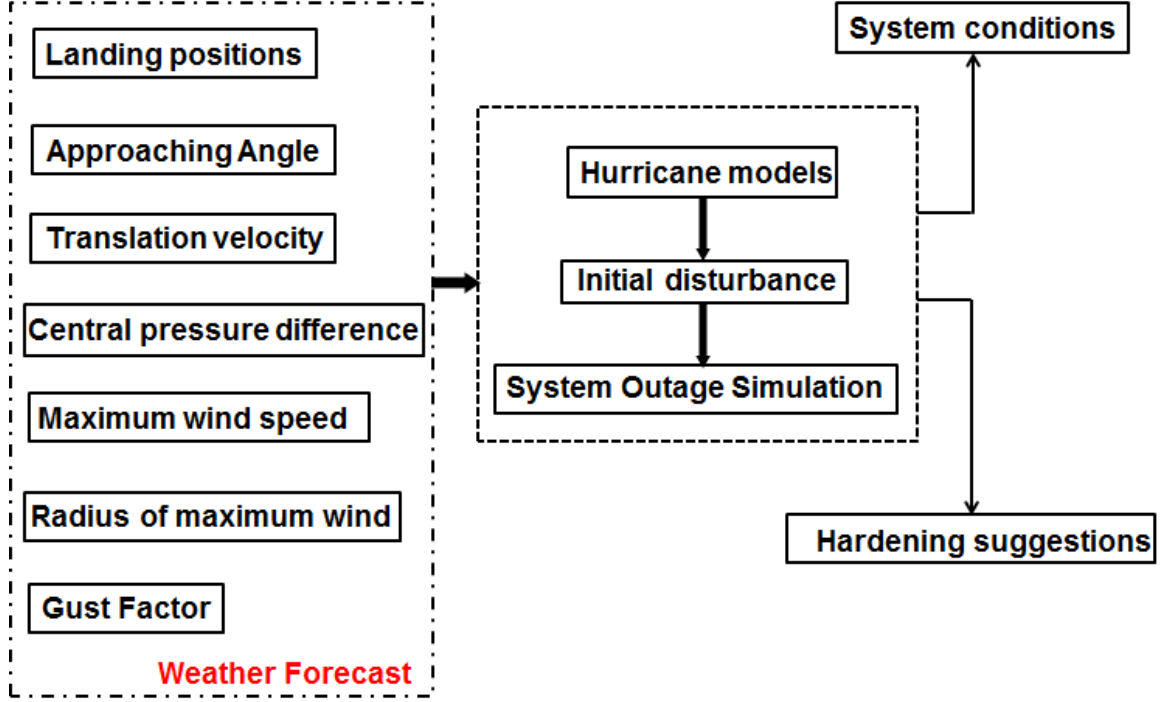 Landing positions
Approaching Angle
Translation velocity
Central pressure difference
Maximum wind speed
Radius of maximum wind
Gust Factor
Weather Forecast
Hurricane models
Initial disturbance
System Outage Simulation
System conditions
Hardening suggestions